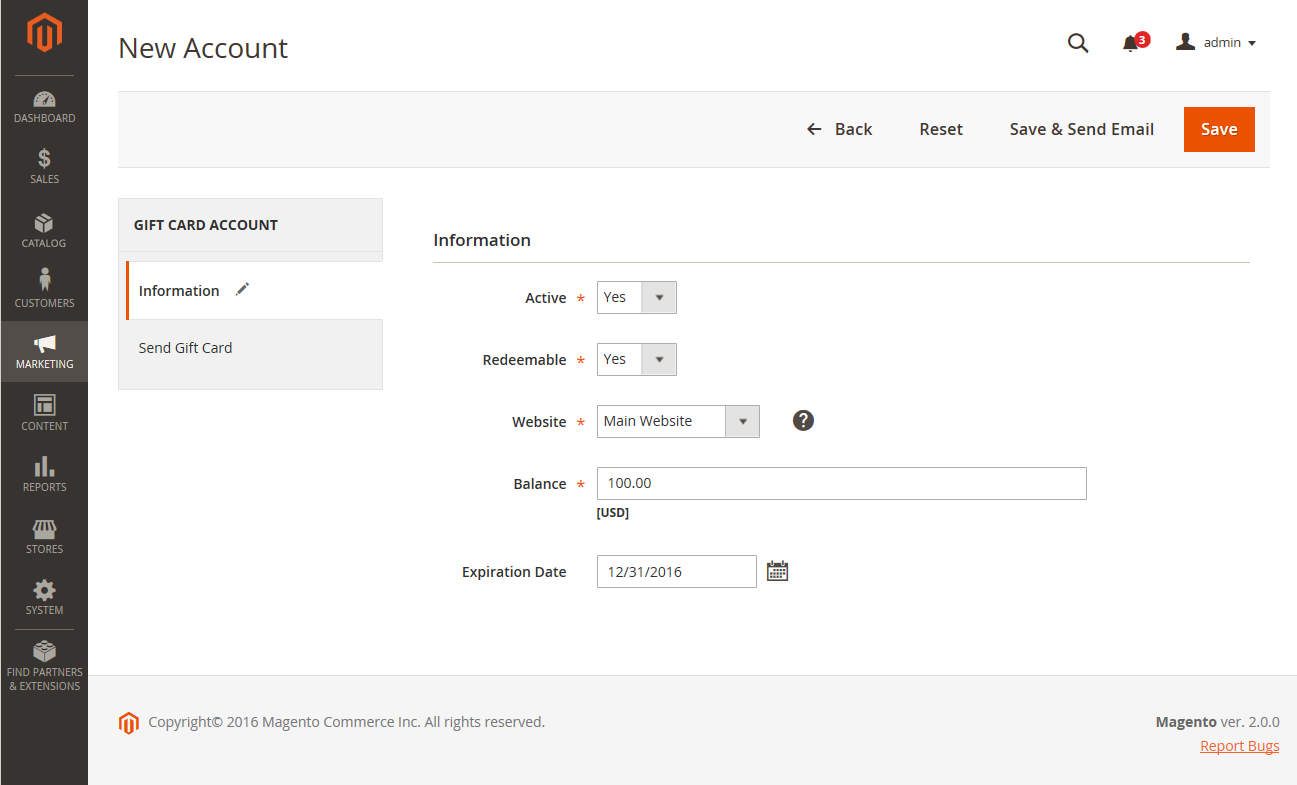 New Account
3
admin
DASHBOARD
SALES
CATALOG
CUSTOMERS
MARKETING
CONTENT
REPORTS
STORES
SYSTEM
FIND PARTNERS
& EXTENSIONS
Back Reset Save & Send Email Save
GIFT CARD ACCOUNT
Information
Send Gift Card
Information
Active * Yes
Redeemable * Yes
Website * Main Website ?
Balance * 100.00
[USD]
Expiration Date 12/31/2016
Copyright© 2016 Magento Commerce Inc. All rights reserved.
Magento ver. 2.0.0
Report Bugs